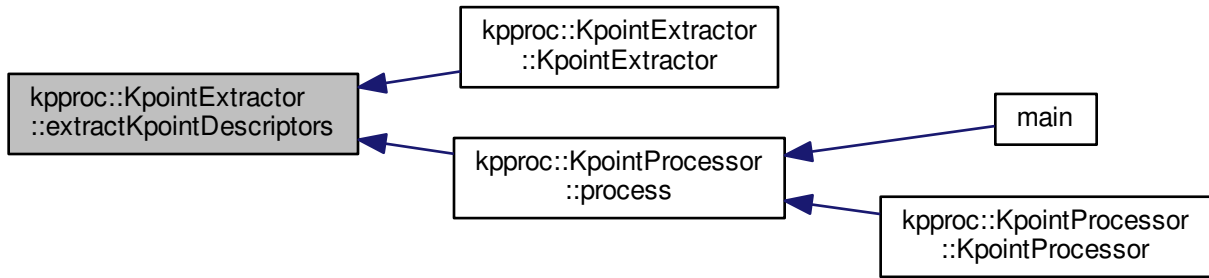 kpproc::KpointExtractor
::extractKpointDescriptors
kpproc::KpointExtractor
::KpointExtractor
kpproc::KpointProcessor
::process
main
kpproc::KpointProcessor
::KpointProcessor